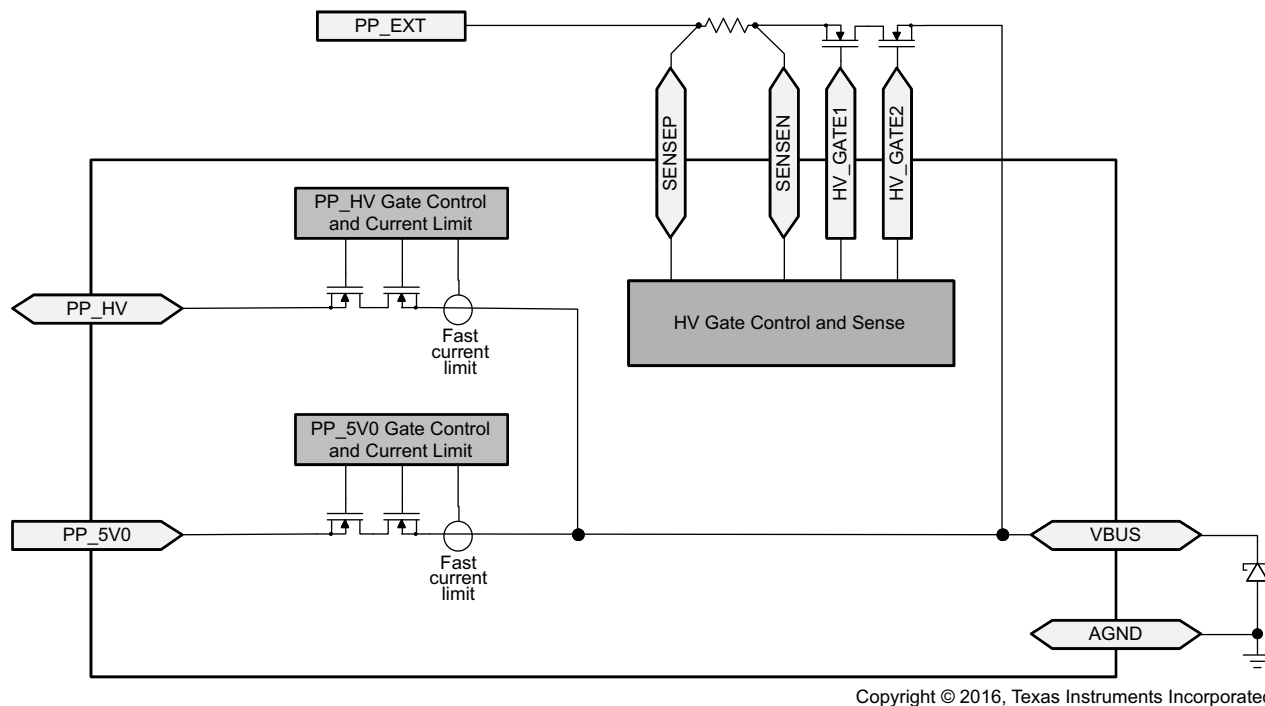 PP_EXT
SENSEP
SENSEN
HV_GATE1
HV_GATE2
PP_HV Gate Control
and Current Limit
PP_HV
Fast
current
limit
HV Gate Control and Sense
PP_5V0 Gate Control
and Current Limit
PP_5V0
Fast
current
limit
VBUS
AGND
Copyright © 2016, Texas Instruments Incorporated